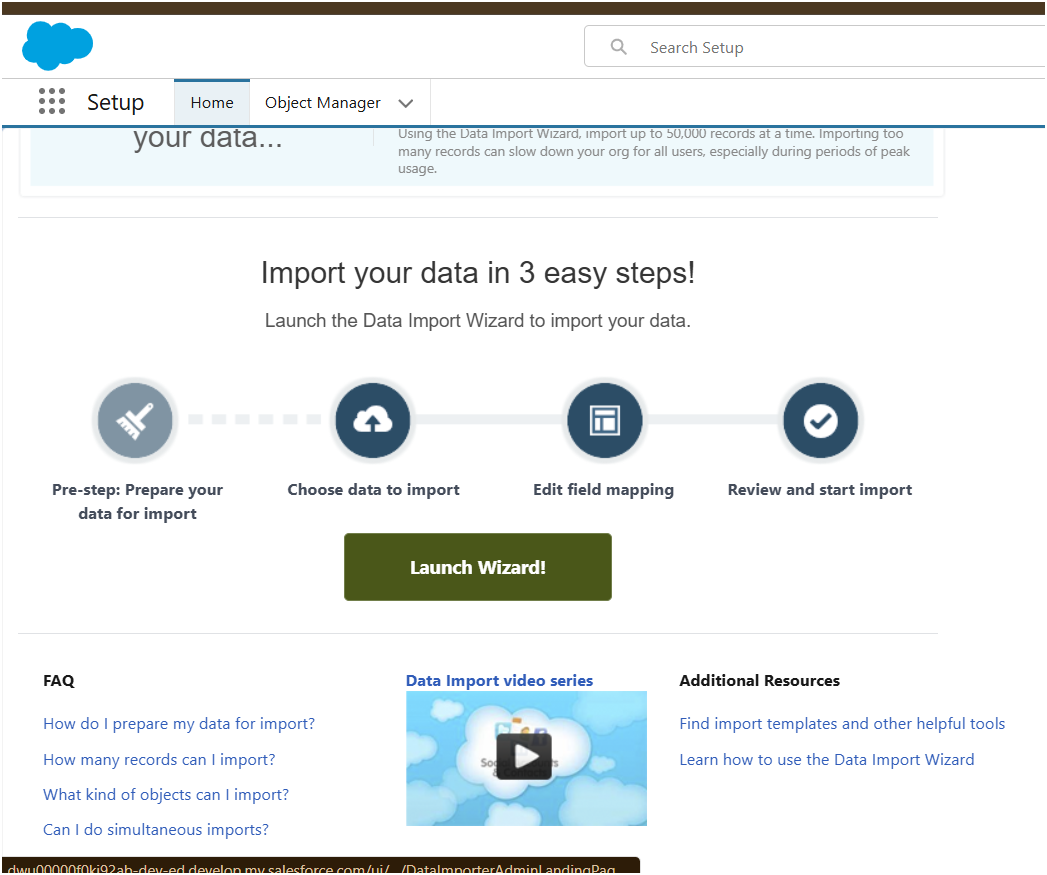 Search Setup
Setup
Home
Object Manager
your data...
Using the Data Import Wizard, import up to 50,000 records at a time. Importing too
many records can slow down your org for all users, especially during periods of peak
usage.
Import your data in 3 easy steps!
Launch the Data Import Wizard to import your data.
Pre-step: Prepare your
data for import
Choose data to import
Edit field mapping
Review and start import
Launch Wizard!
FAQ
How do I prepare my data for import?
How many records can I import?
What kind of objects can I import?
Can I do simultaneous imports?
Data Import video series
Additional Resources
Find import templates and other helpful tools
Learn how to use the Data Import Wizard
dwu00000f0ki92ab-dev-ed.develop.my.salesforce.com/ui/.../DataImporterAdminLandingPag...